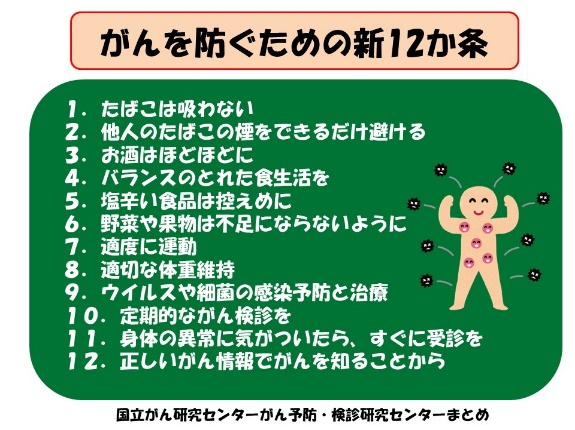 がんを防ぐための新12か条
1. たばこは吸わない
2. 他人のたばこの煙をできるだけ避ける
3. お酒はほどほどに
4. バランスのとれた食生活を
5. 塩辛い食品は控えめに
6. 野菜や果物は不足にならないように
7. 適度に運動
8. 適切な体重維持
9. ウイルスや細菌の感染予防と治療
10. 定期的ながん検診を
11. 身体の異常に気がついたら、すぐに受診を
12. 正しいがん情報でがんを知ることから
国立がん研究センターがん予防・検診研究センターまとめ